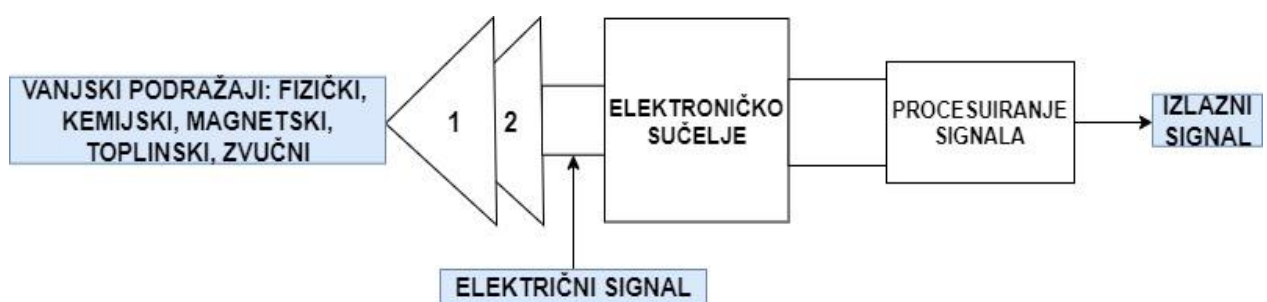 VANJSKI PODRAŽAJI: FIZIČKI,
KEMIJSKI, MAGNETSKI,
TOPLINSKI, ZVUČNI
1
2
ELEKTRONIČKO
SUČELJE
PROCESUIRANJE
SIGNALA
IZLAZNI
SIGNAL
ELEKTRIČNI SIGNAL